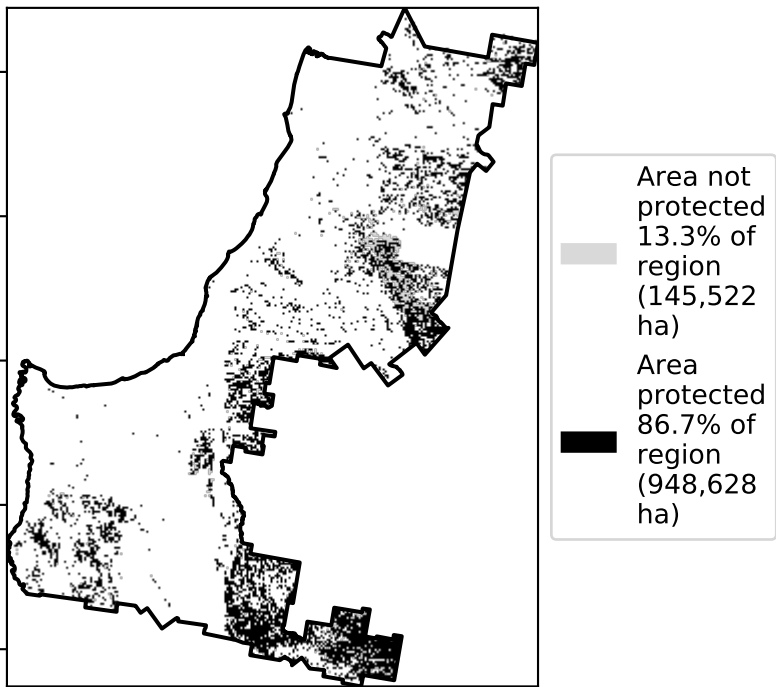 Area not
protected
13.3% of
region
(145,522
ha)
Area
protected
86.7% of
region
(948,628
ha)